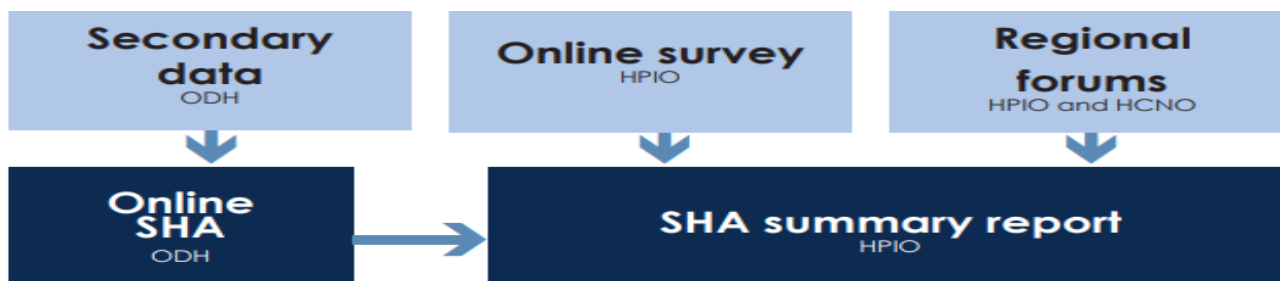 Secondary
data
ODH
Online survey
HPIO
Regional
forums
HPIO and HCNO
Online
SHA
ODH
SHA summary report
HPIO